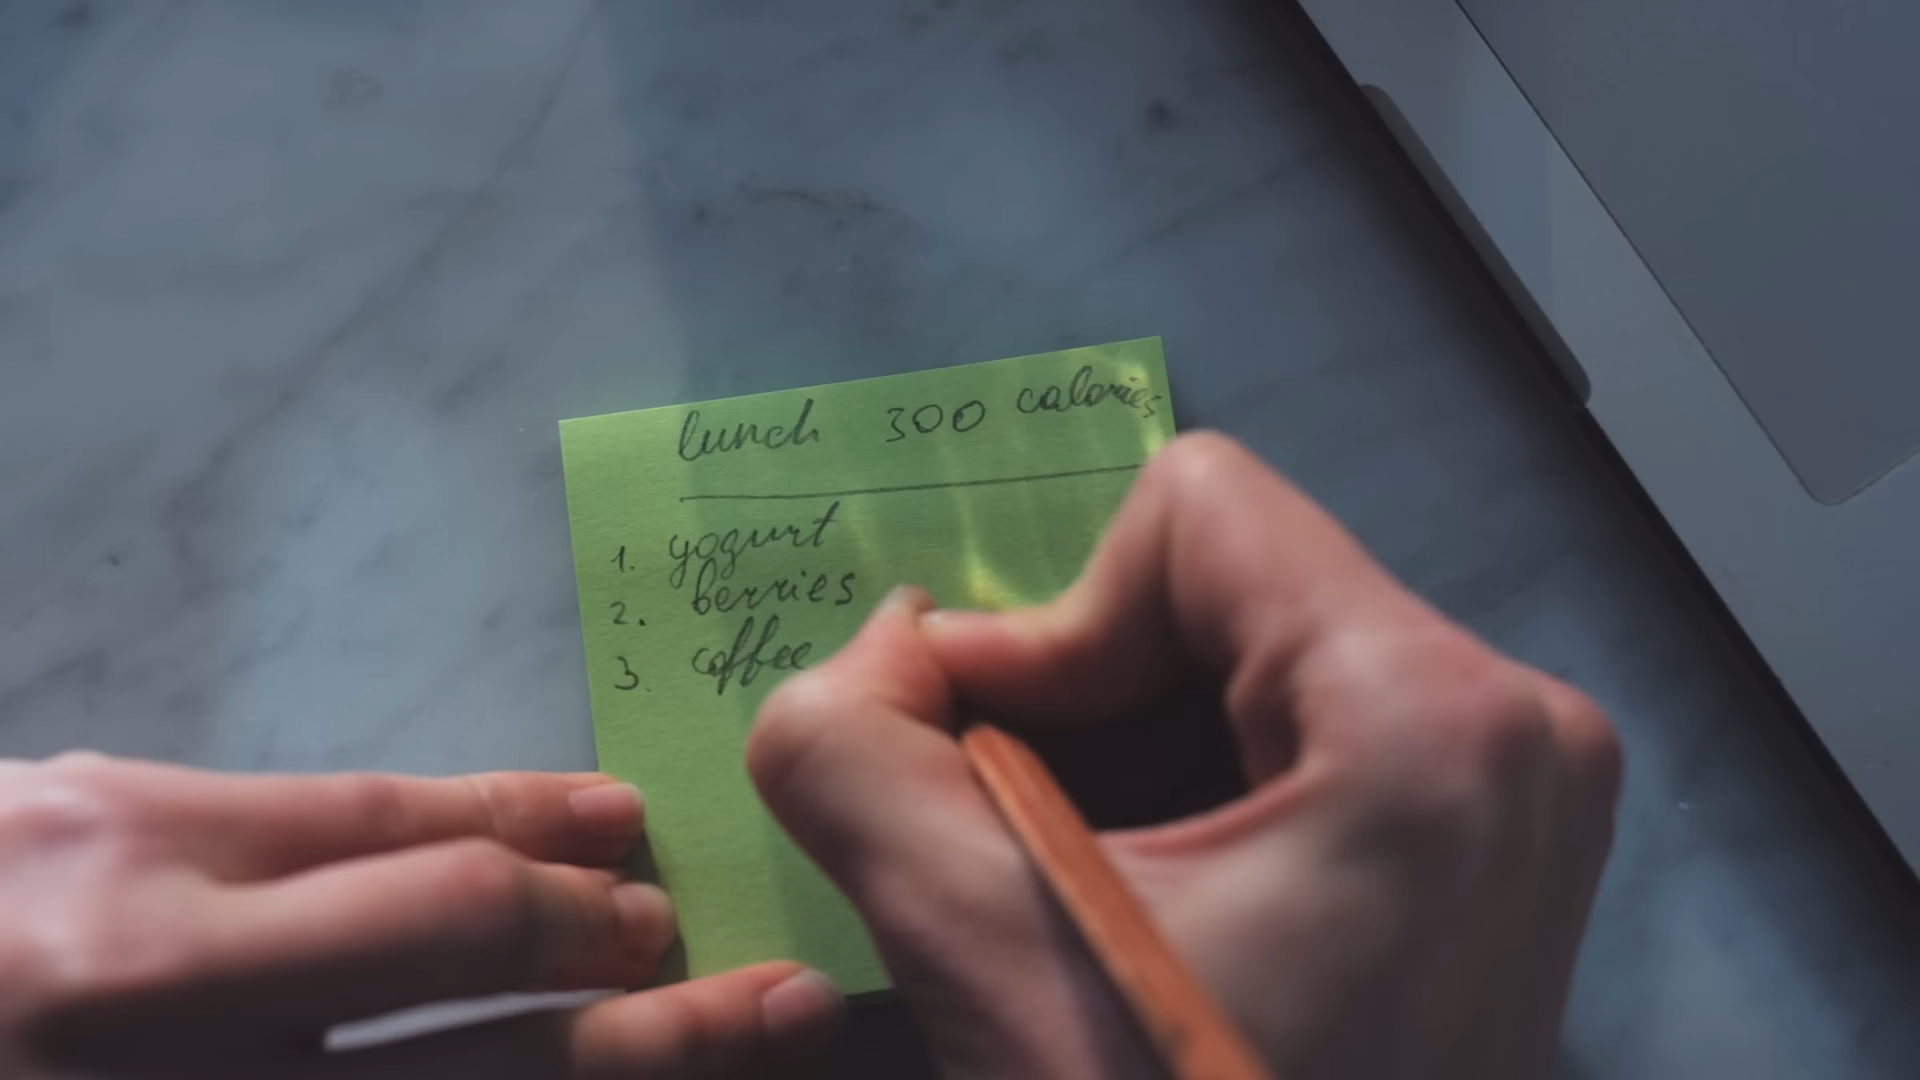 lunch 300 calories
1. yogurt
2. berries
3. coffee